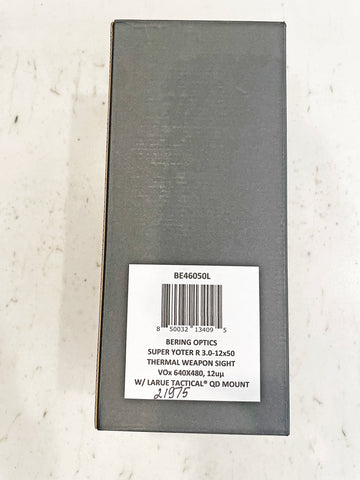 BE46050L
8 50032 13409 5
BERING OPTICS
SUPER YOTER R 3.0-12x50
THERMAL WEAPON SIGHT
VOx 640X480, 12uμ
W/ LARUE TACTICAL® QD MOUNT
21975